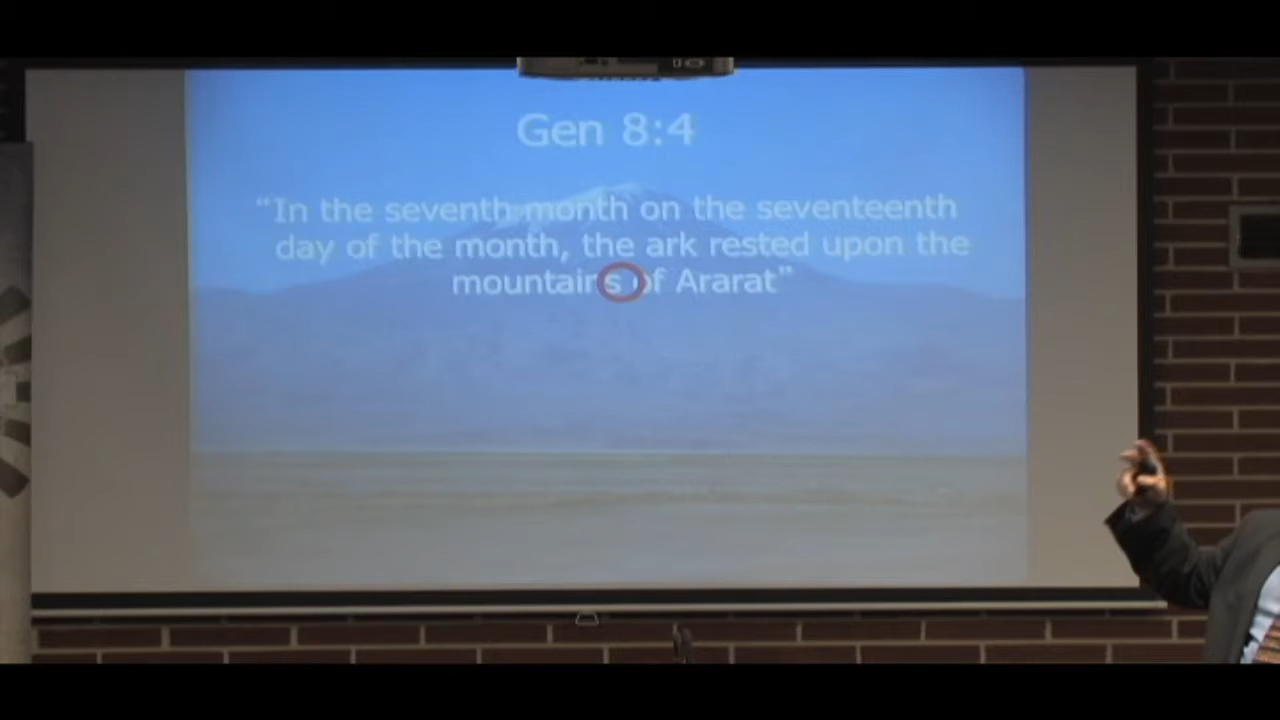 Gen 8:4
“In the seventh month on the seventeenth
day of the month, the ark rested upon the
mountains of Ararat”